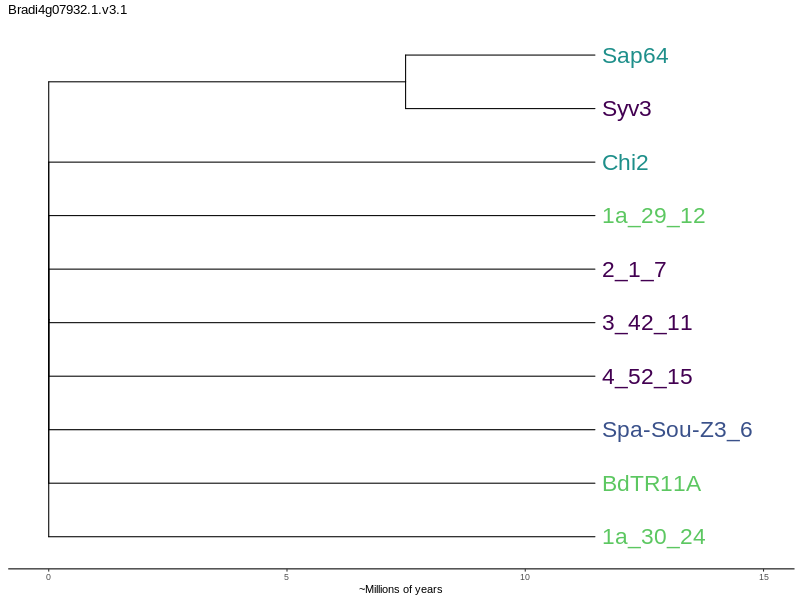 Bradi4g07932.1.v3.1
Sap64
Syv3
Chi2
1a_29_12
2_1_7
3_42_11
4_52_15
Spa-Sou-Z3_6
BdTR11A
1a_30_24
0 5 10 15
~Millions of years